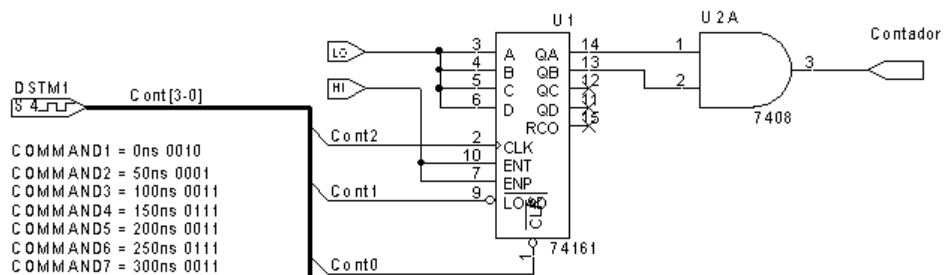 U1
U2A
Contador
LO
HI
3 A QA 14 1
4 B QB 13 2 3
5 C QC 12
6 D QD 11
RCO 15
7408
DSTM1
S4
Cont[3-0]
Cont2 2 CLK
10 ENT
7 ENP
Cont1 9 LOAD
CLR
1 74161
Cont0
COMMAND1 = 0ns 0010
COMMAND2 = 50ns 0001
COMMAND3 = 100ns 0011
COMMAND4 = 150ns 0111
COMMAND5 = 200ns 0011
COMMAND6 = 250ns 0111
COMMAND7 = 300ns 0011